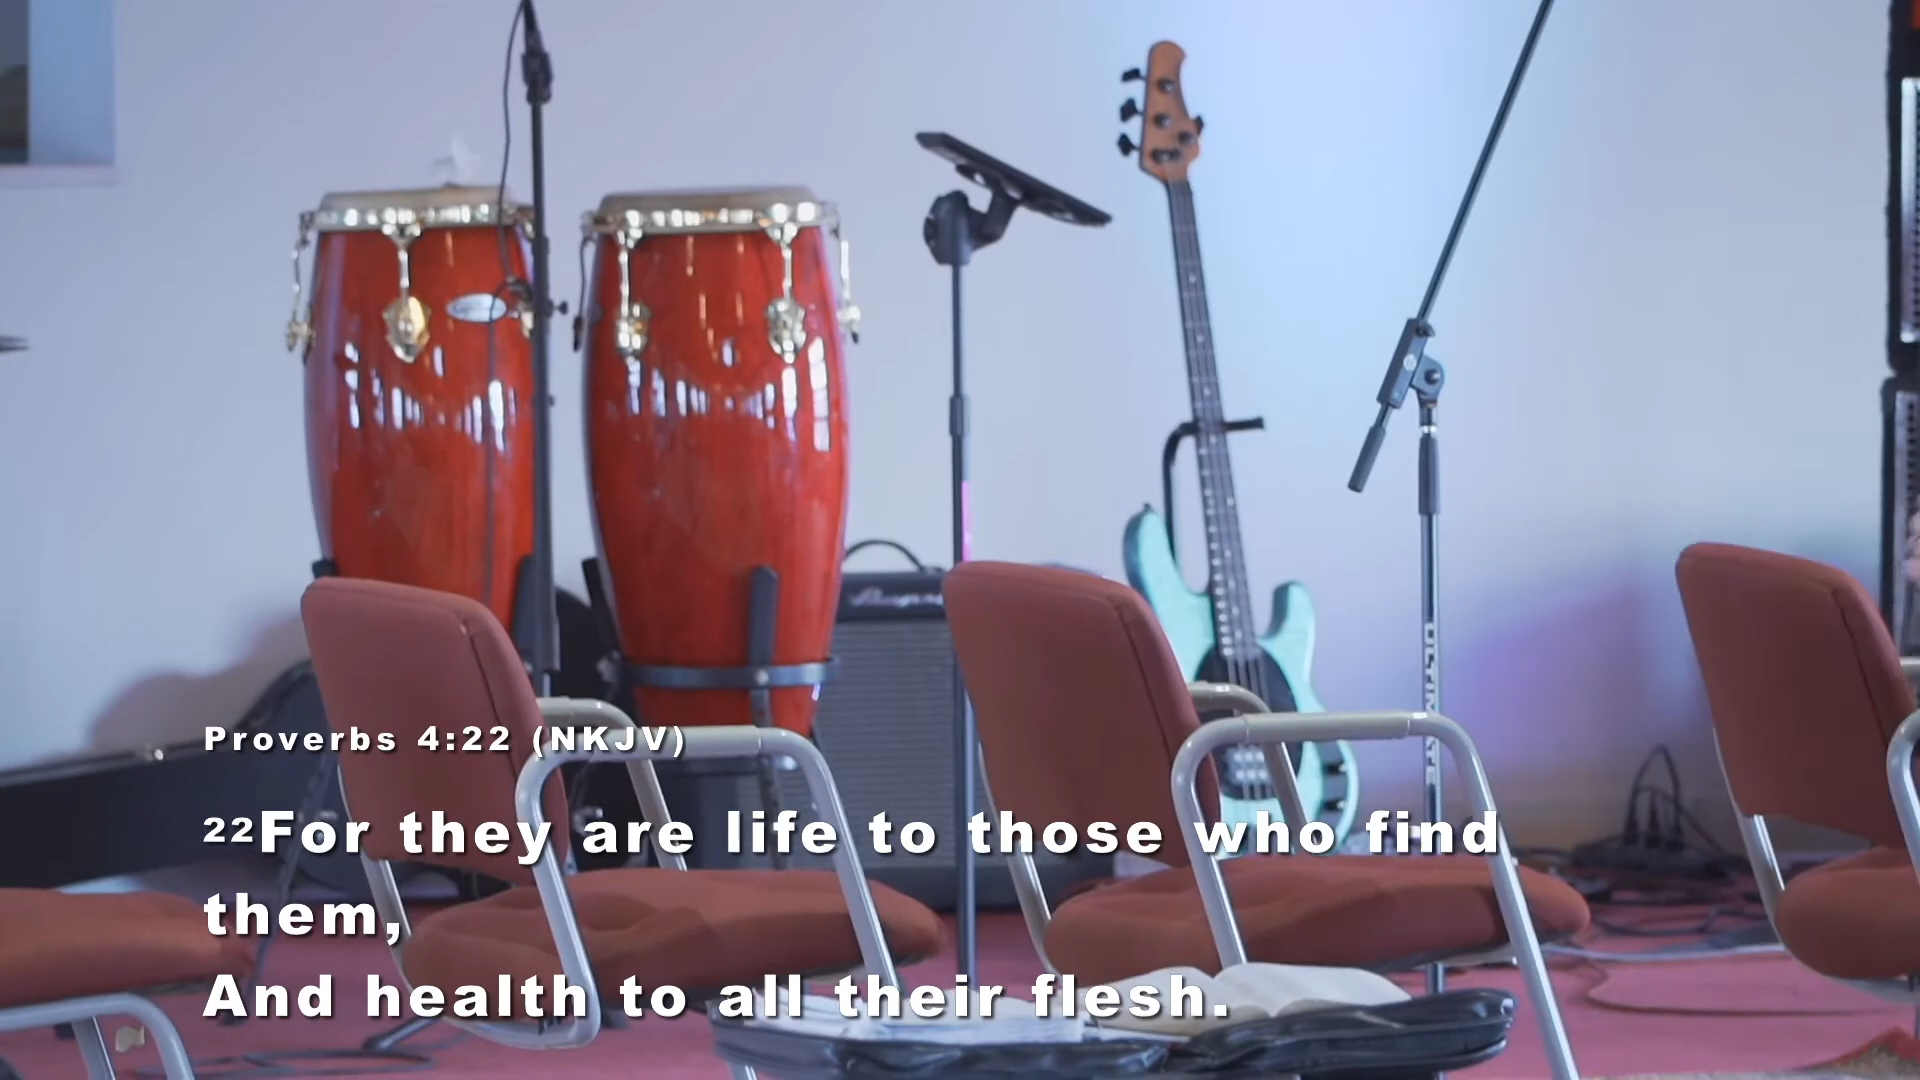 Proverbs 4:22 (NKJV)
²²For they are life to those who find
them,
And health to all their flesh.
Ampeg